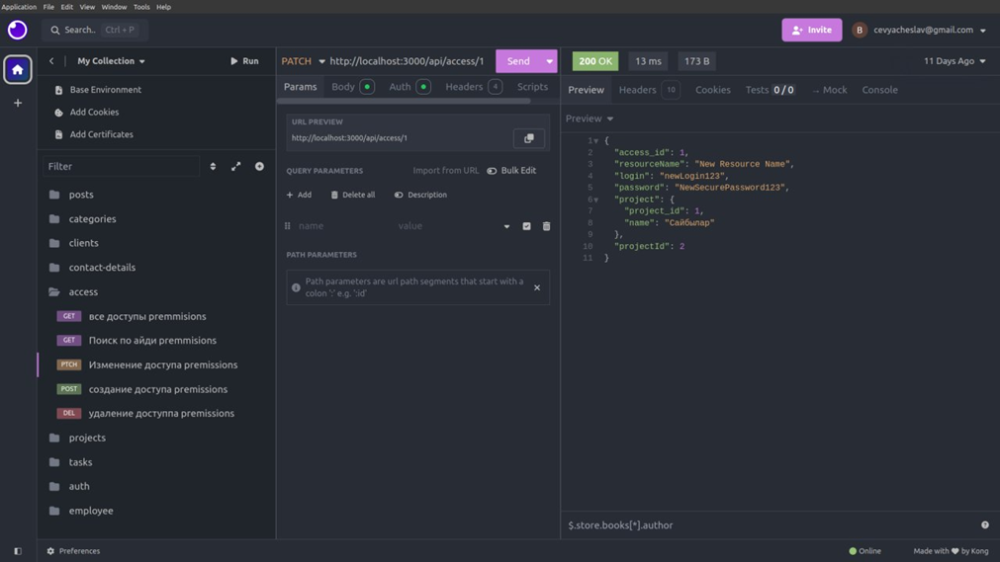 Application File Edit View Window Tools Help
Search.. Ctrl + P
Invite
B cevyacheslav@gmail.com
My Collection Run
Base Environment
Add Cookies
Add Certificates
Filter
posts
categories
clients
contact-details
access
GET все доступы premmisions
GET Поиск по айди premmisions
PTCH Изменение доступа premissions
POST создание доступа premissions
DEL удаление доступпа premissions
projects
tasks
auth
employee
PATCH http://localhost:3000/api/access/1 Send
Params Body Auth Headers 4 Scripts
URL PREVIEW
http://localhost:3000/api/access/1
QUERY PARAMETERS Import from URL Bulk Edit
Add Delete all Description
name value
PATH PARAMETERS
Path parameters are url path segments that start with a
colon ':' e.g. ':id'
200 OK 13 ms 173 B 11 Days Ago
Preview Headers 10 Cookies Tests 0 / 0 → Mock Console
Preview
1 {
2 "access_id": 1,
3 "resourceName": "New Resource Name",
4 "login": "newLogin123",
5 "password": "NewSecurePassword123",
6 "project": {
7 "project_id": 1,
8 "name": "Сайбылар"
9 },
10 "projectId": 2
11 }
$.store.books[*].author
Preferences
Online Made with ♥ by Kong